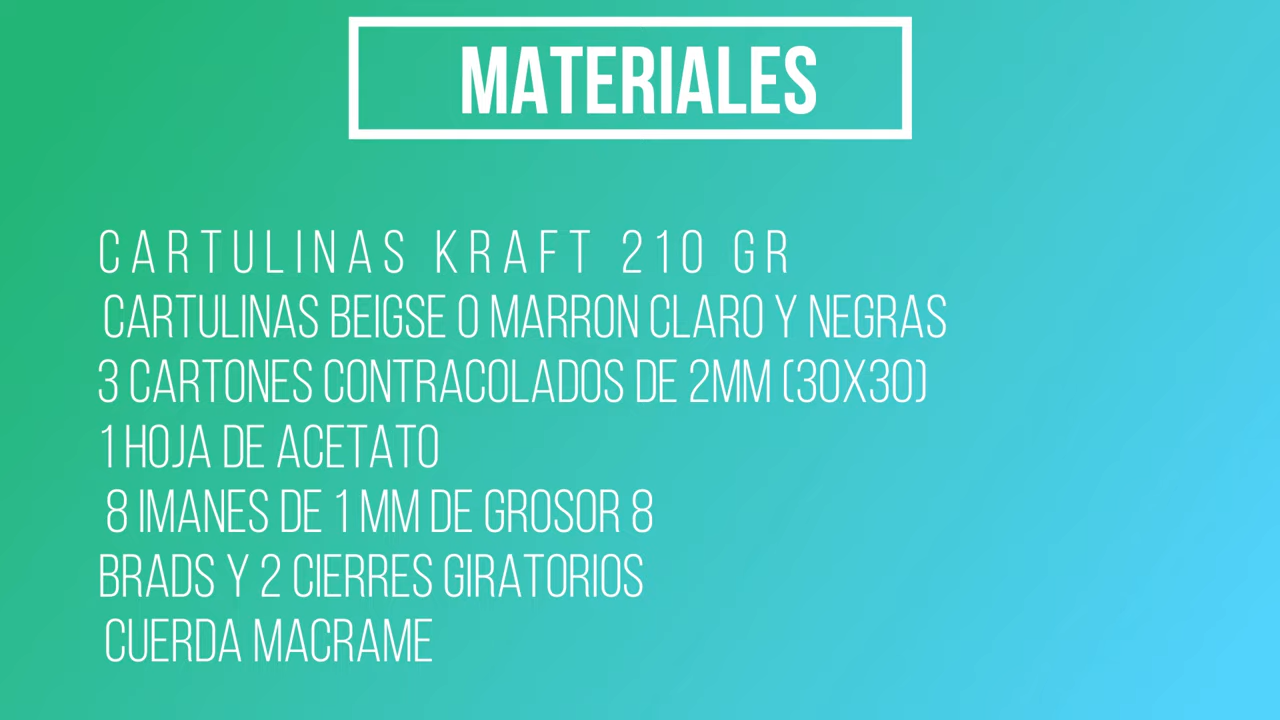 MATERIALES
CARTULINAS KRAFT 210 GR
CARTULINAS BEIGSE O MARRON CLARO Y NEGRAS
3 CARTONES CONTRACOLADOS DE 2MM (30X30)
1 HOJA DE ACETATO
8 IMANES DE 1 MM DE GROSOR 8
BRADS Y 2 CIERRES GIRATORIOS
CUERDA MACRAME